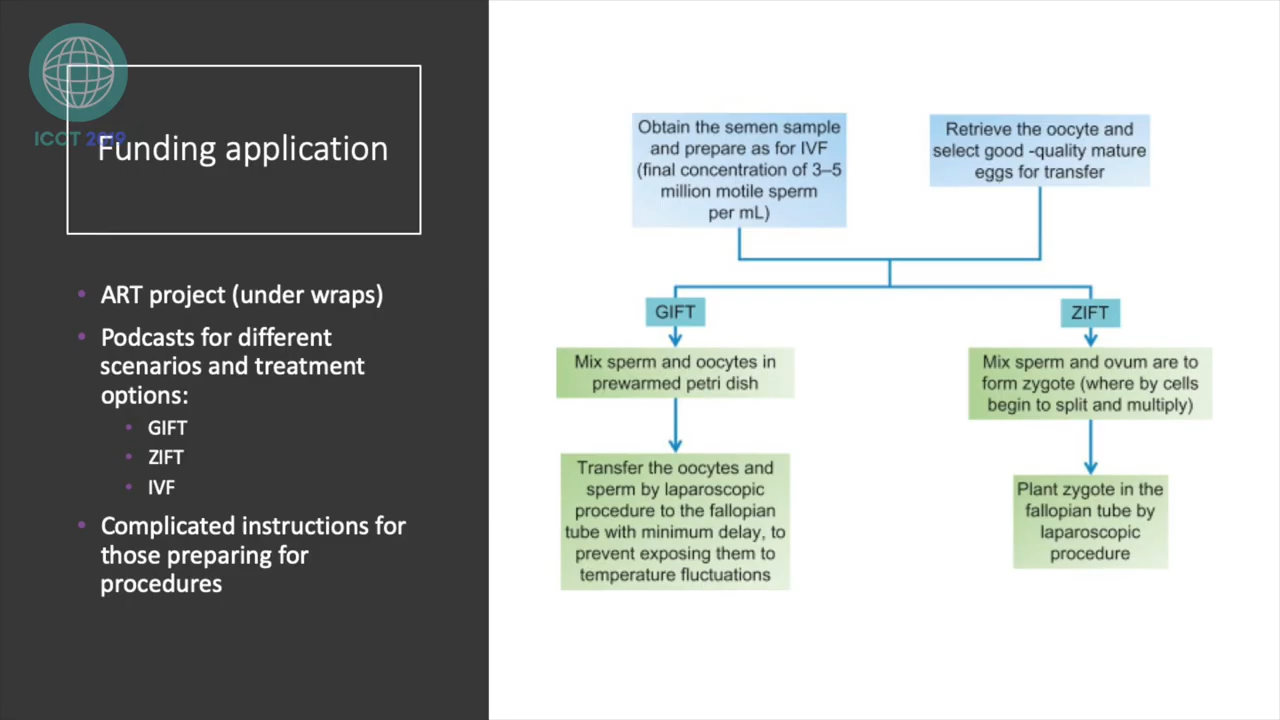 ICCT 2019
Funding application
• ART project (under wraps)
• Podcasts for different
scenarios and treatment
options:
• GIFT
• ZIFT
• IVF
• Complicated instructions for
those preparing for
procedures
Obtain the semen sample
and prepare as for IVF
(final concentration of 3–5
million motile sperm
per mL)
Retrieve the oocyte and
select good -quality mature
eggs for transfer
GIFT
ZIFT
Mix sperm and oocytes in
prewarmed petri dish
Mix sperm and ovum are to
form zygote (where by cells
begin to split and multiply)
Transfer the oocytes and
sperm by laparoscopic
procedure to the fallopian
tube with minimum delay, to
prevent exposing them to
temperature fluctuations
Plant zygote in the
fallopian tube by
laparoscopic
procedure